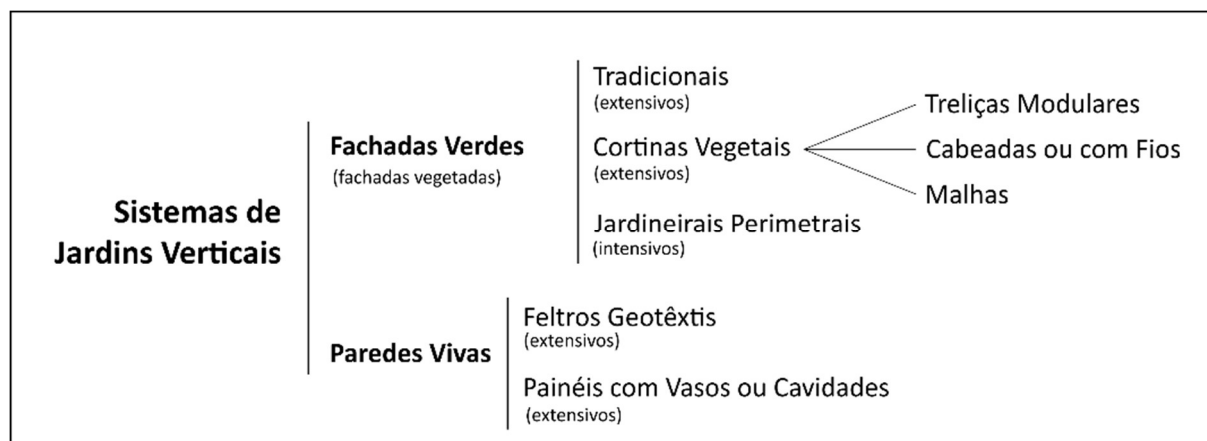 Sistemas de
Jardins Verticais
Fachadas Verdes
(fachadas vegetadas)
Tradicionais
(extensivos)
Cortinas Vegetais
(extensivos)
Treliças Modulares
Cabeadas ou com Fios
Malhas
Jardineirais Perimetrais
(intensivos)
Paredes Vivas
Feltros Geotêxtis
(extensivos)
Painéis com Vasos ou Cavidades
(extensivos)